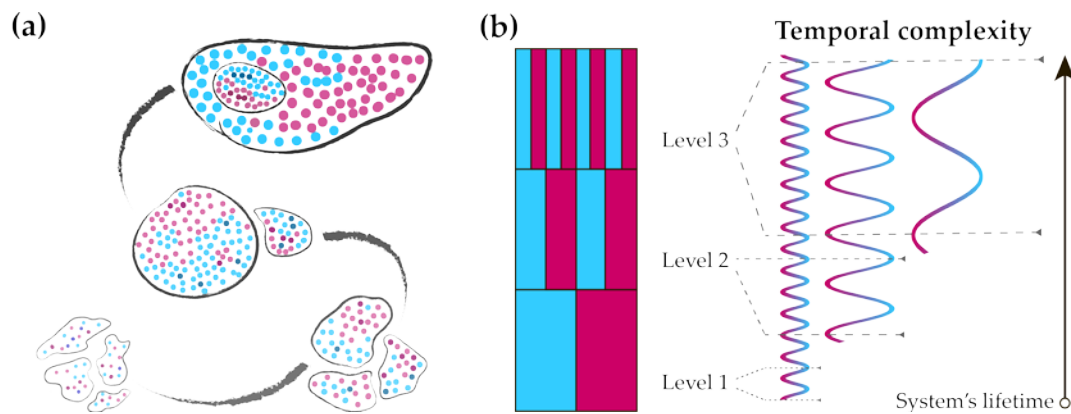 (a)
(b)
Temporal complexity
Level 3
Level 2
Level 1
System's lifetime